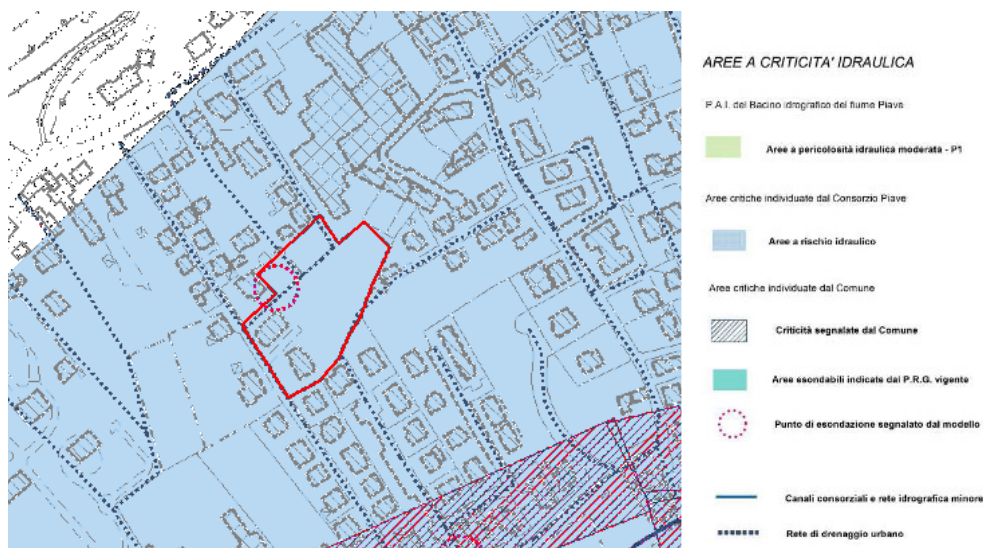 AREE A CRITICITA' IDRAULICA
P.A.I. del Bacino idrografico del fiume Piave
Aree a pericolosità idraulica moderata - P1
Aree critiche individuate dal Consorzio Piave
Aree a rischio idraulico
Aree critiche individuate dal Comune
Criticità segnalate dal Comune
Aree esondabili indicate dal P.R.G. vigente
Punto di esondazione segnalato dal modello
Canali consorziali e rete idrografica minore
Rete di drenaggio urbano